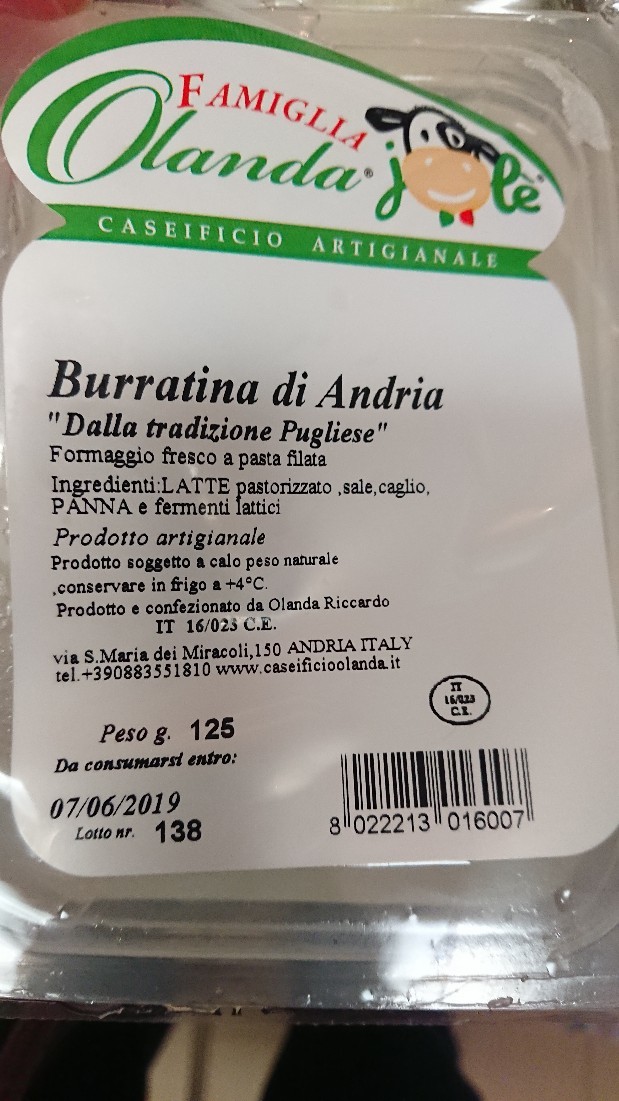 FAMIGLIA
Olanda® jolè
CASEIFICIO ARTIGIANALE
Burratina di Andria
"Dalla tradizione Pugliese"
Formaggio fresco a pasta filata
Ingredienti:LATTE pastorizzato ,sale,caglio,
PANNA e fermenti lattici
Prodotto artigianale
Prodotto soggetto a calo peso naturale
,conservare in frigo a +4°C.
Prodotto e confezionato da Olanda Riccardo
IT 16/023 C.E.
via S.Maria dei Miracoli,150 ANDRIA ITALY
tel.+390883551810 www.caseificioolanda.it
IT
16/023
C.E.
Peso g. 125
Da consumarsi entro:
07/06/2019
Lotto nr. 138
8 022213 016007